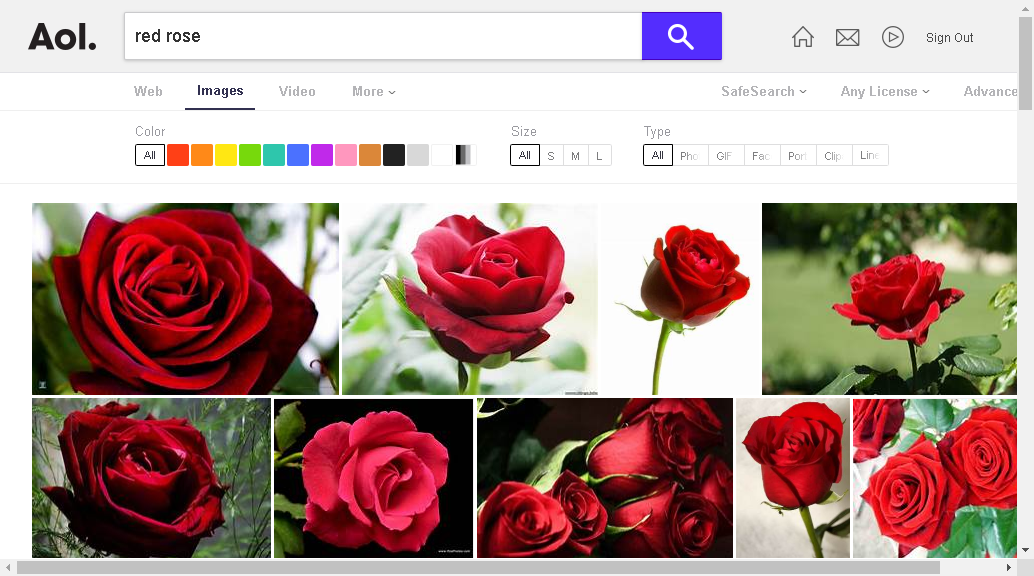 Aol.
red rose
Sign Out
Web Images Video More SafeSearch Any License Advance
Color Size Type
All All S M L All Pho GIF Fac Por Clip Line